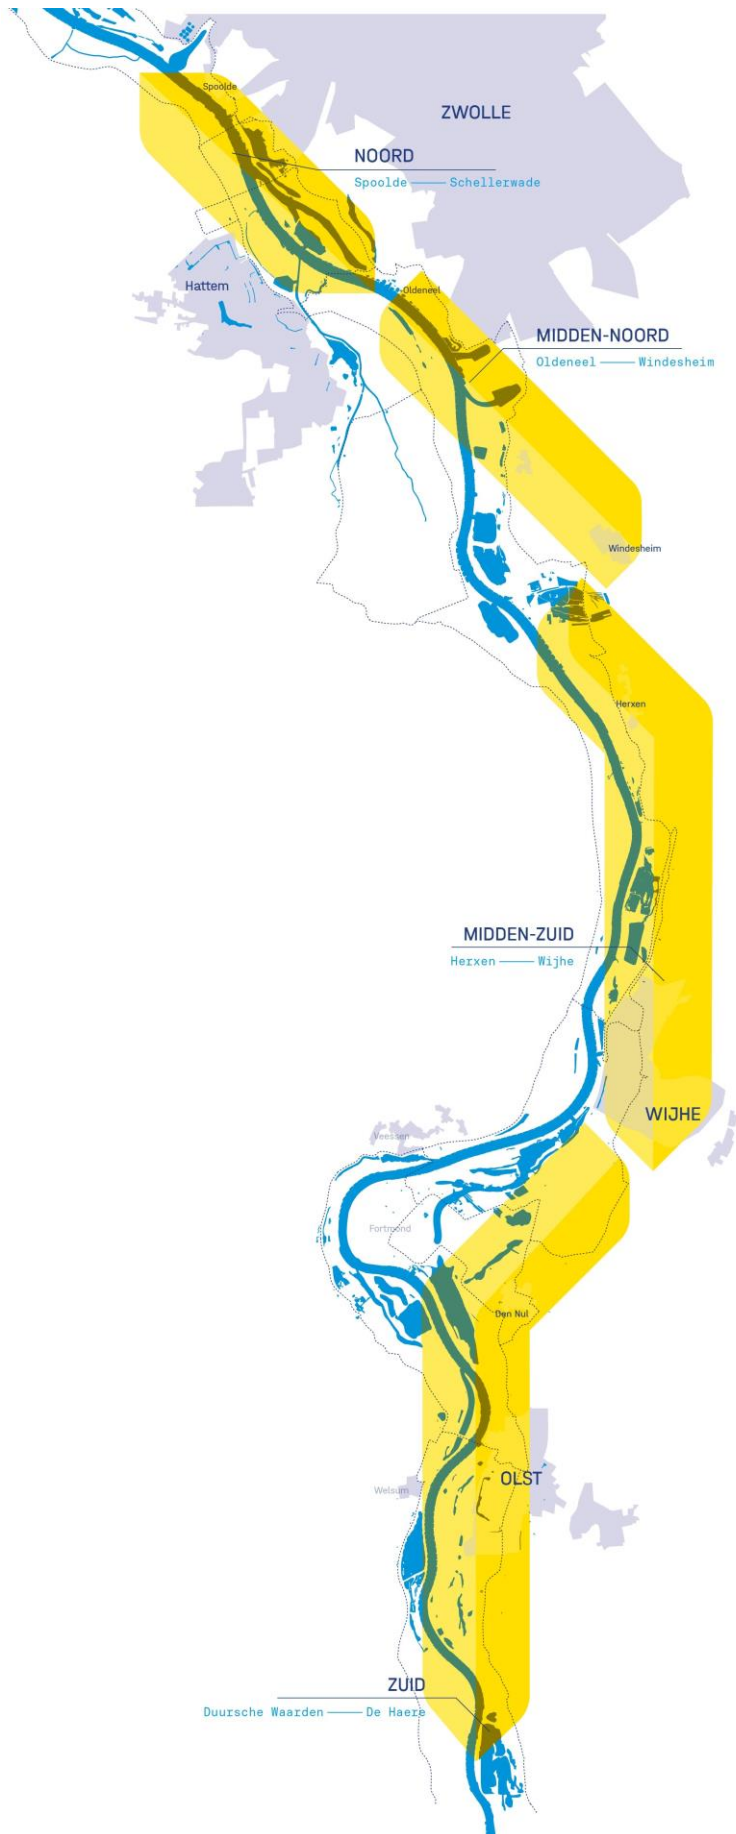 Spoolde
ZWOLLE
NOORD
Spoolde — Schellerwade
Hattem
Oldeneel
MIDDEN-NOORD
Oldeneel — Windesheim
Windesheim
Herxen
MIDDEN-ZUID
Herxen — Wijhe
WIJHE
Veessen
Fortmond
Den Nul
OLST
Welsum
ZUID
Duursche Waarden — De Haere